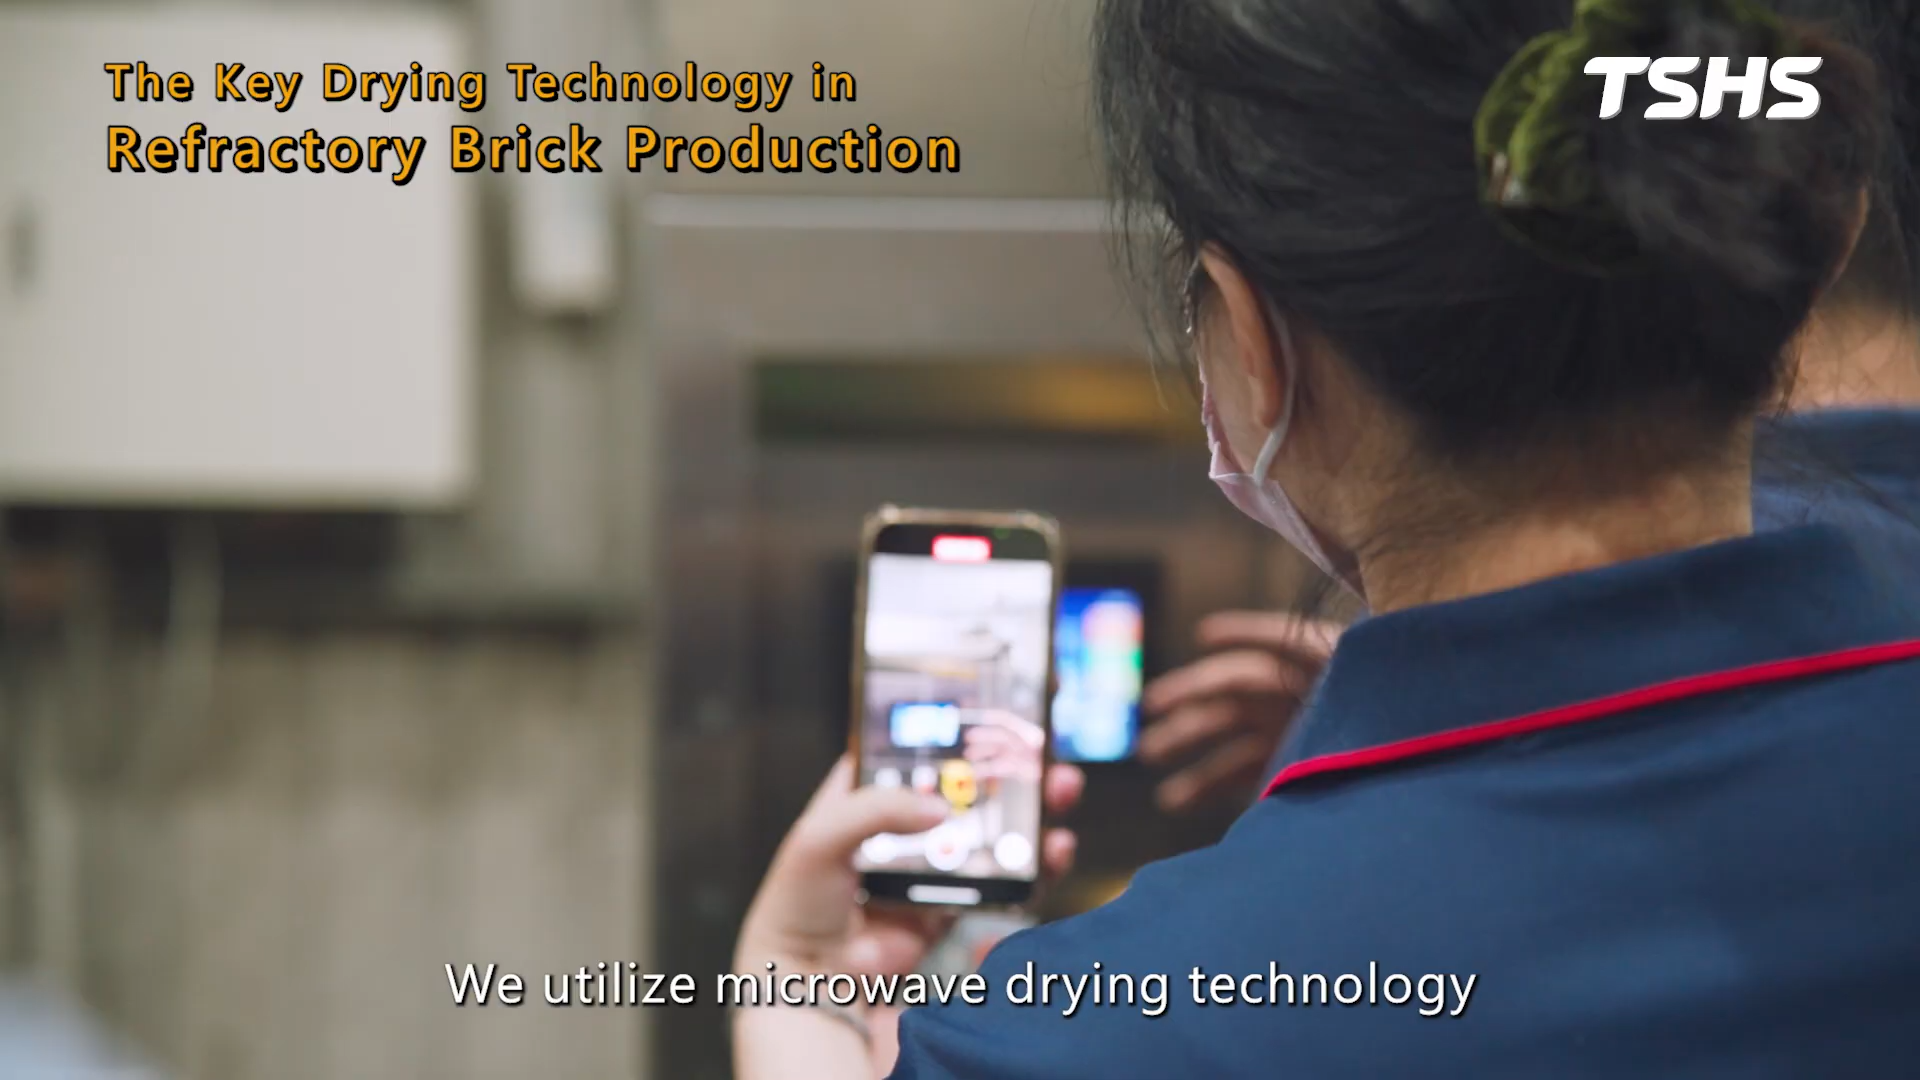 The Key Drying Technology in
Refractory Brick Production
TSHS
We utilize microwave drying technology